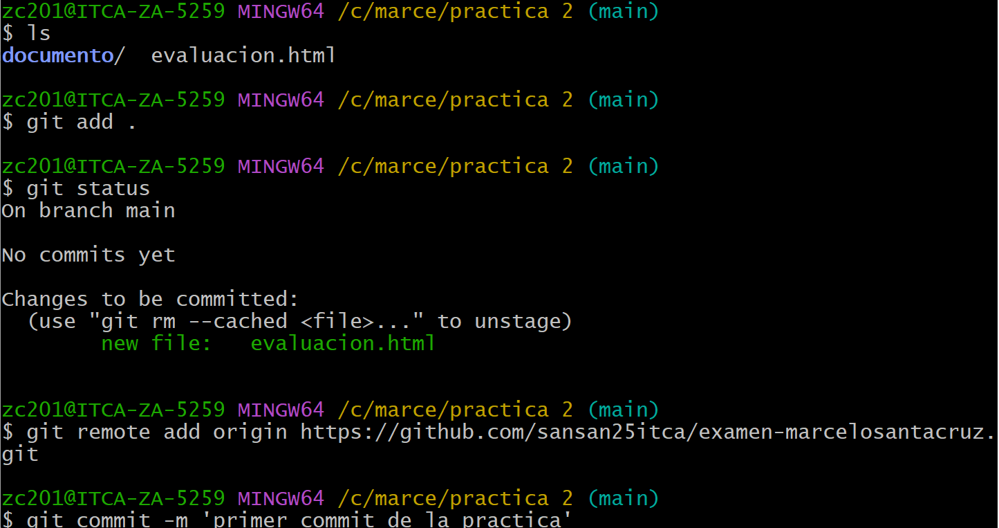 zc201@ITCA-ZA-5259 MINGW64 /c/marce/practica 2 (main)
$ ls
documento/  evaluacion.html
zc201@ITCA-ZA-5259 MINGW64 /c/marce/practica 2 (main)
$ git add .
zc201@ITCA-ZA-5259 MINGW64 /c/marce/practica 2 (main)
$ git status
On branch main
No commits yet
Changes to be committed:
  (use "git rm --cached <file>..." to unstage)
        new file:   evaluacion.html
zc201@ITCA-ZA-5259 MINGW64 /c/marce/practica 2 (main)
$ git remote add origin https://github.com/sansan25itca/examen-marcelosantacruz.
git
zc201@ITCA-ZA-5259 MINGW64 /c/marce/practica 2 (main)
$ git commit -m 'primer commit de la practica'